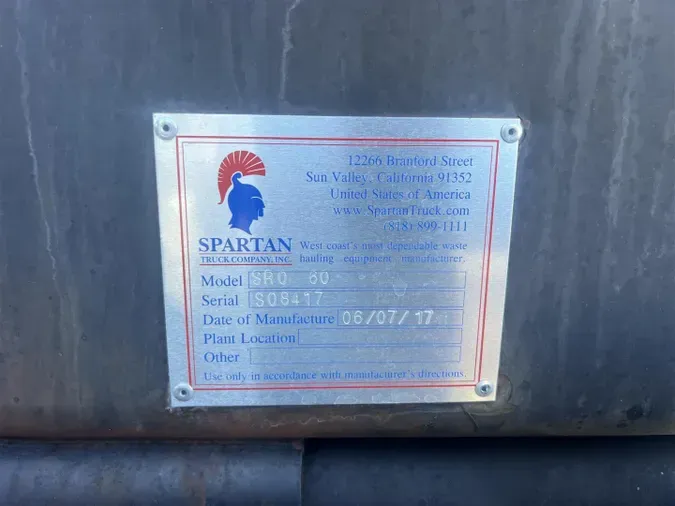 12266 Branford Street
Sun Valley, California 91352
United States of America
www.SpartanTruck.com
(818) 899-1111
SPARTAN
TRUCK COMPANY, INC.
West coast's most dependable waste
hauling equipment manufacturer.
Model SRO 60
Serial S08417
Date of Manufacture 06/07/17
Plant Location
Other
Use only in accordance with manufacturer's directions.